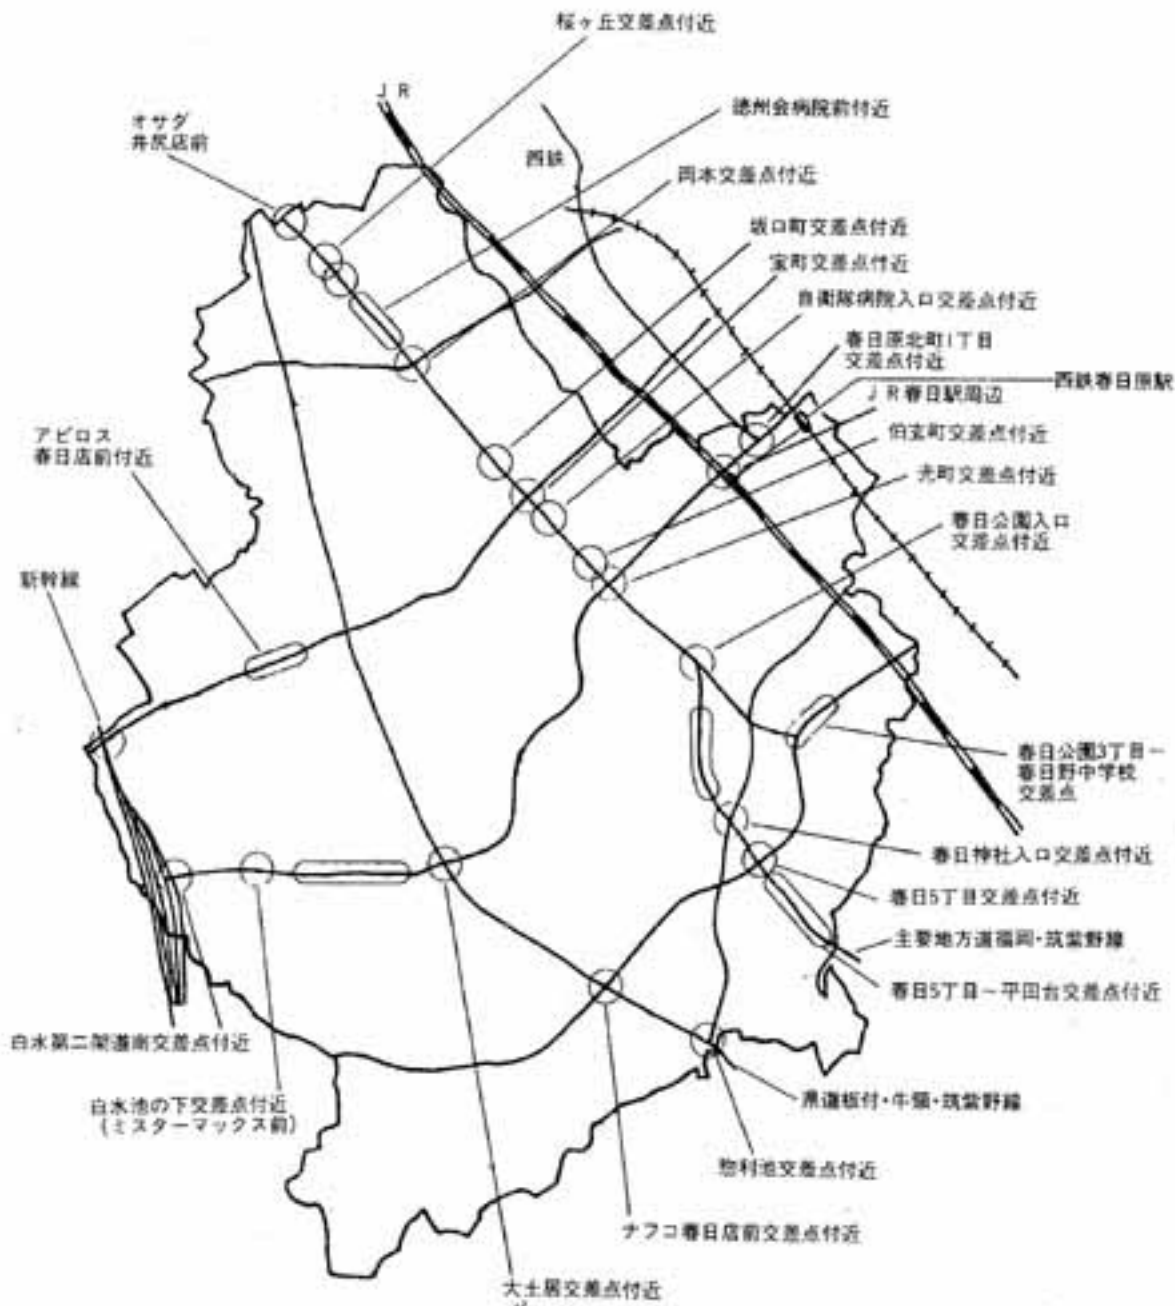 桜ヶ丘交差点付近
JR
徳州会病院前付近
オサダ
井尻店前
西鉄
岡本交差点付近
坂口町交差点付近
宝町交差点付近
自衛隊病院入口交差点付近
春日原北町1丁目
交差点付近
西鉄春日原駅
JR春日駅周辺
伯玄町交差点付近
光町交差点付近
アピロス
春日店前付近
春日公園入口
交差点付近
新幹線
春日公園3丁目〜
春日野中学校
交差点
春日神社入口交差点付近
春日5丁目交差点付近
主要地方道福岡・筑紫野線
春日5丁目〜平田台交差点付近
白水第二架道南交差点付近
白水池の下交差点付近
(ミスターマックス前)
県道板付・牛頸・筑紫野線
惣利池交差点付近
ナフコ春日店前交差点付近
大土居交差点付近